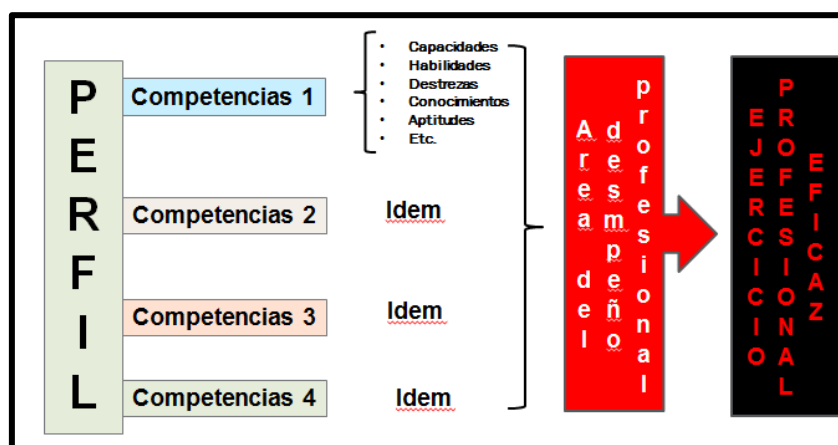 PERFIL
Competencias 1
• Capacidades
• Habilidades
• Destrezas
• Conocimientos
• Aptitudes
• Etc.
Competencias 2
Idem
Competencias 3
Idem
Competencias 4
Idem
Area del
desmpeño
profesional
EJERCICIO
PROFESIONAL
EFICAZ